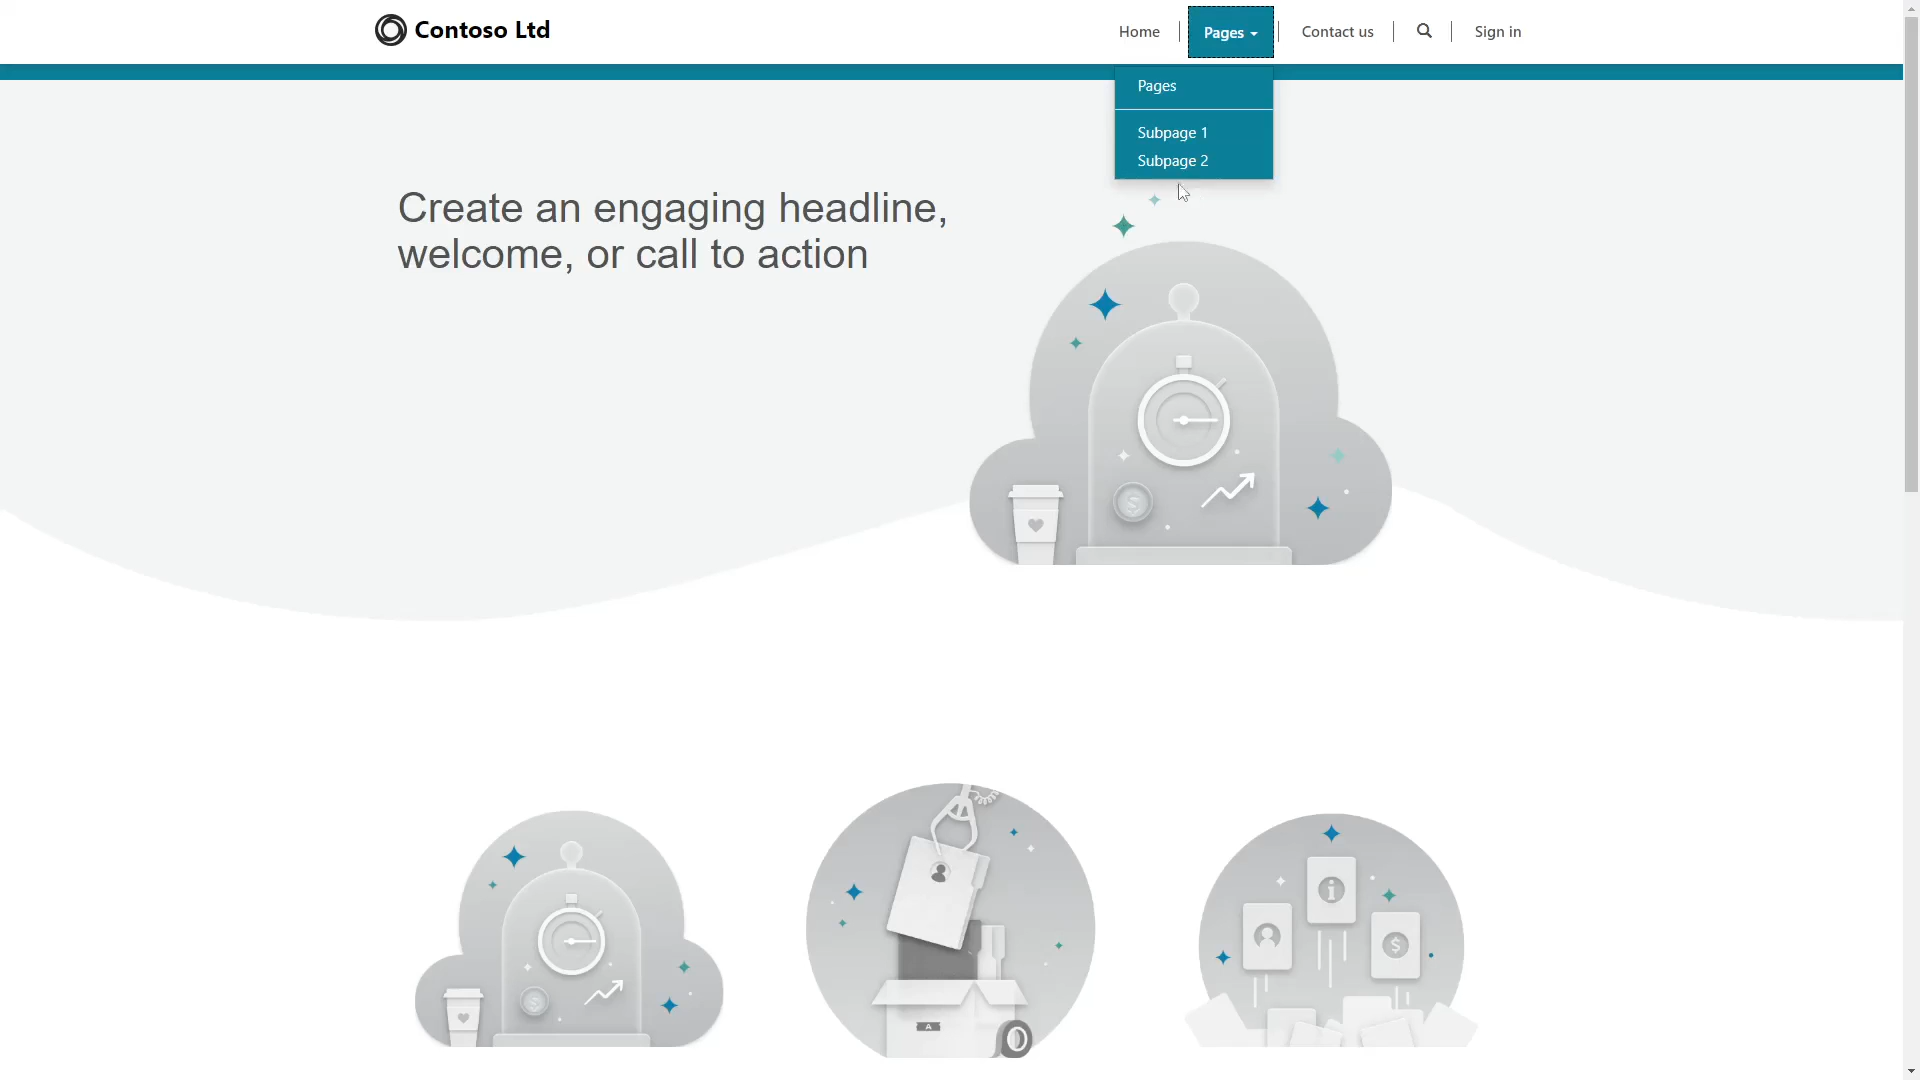 Contoso Ltd
Home
Pages
Contact us
Sign in
Pages
Subpage 1
Subpage 2
Create an engaging headline,
welcome, or call to action
$
i
$
A
$